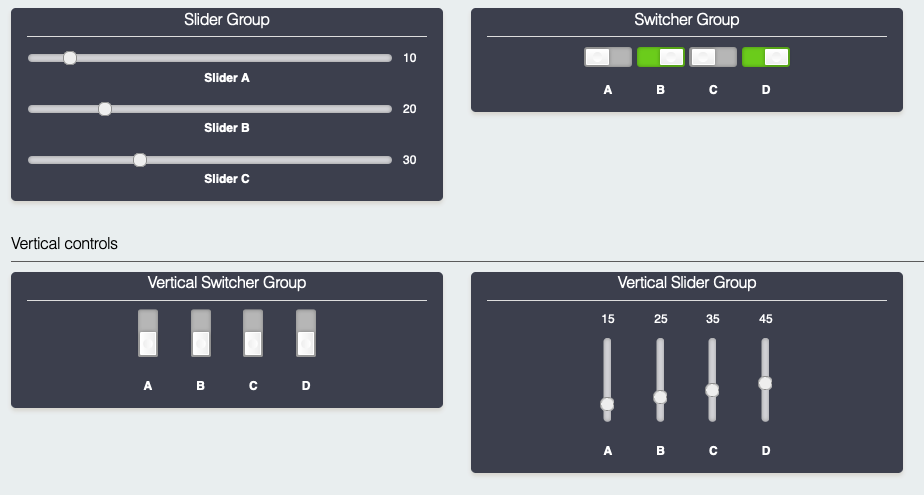 Slider Group
10
Slider A
20
Slider B
30
Slider C
Switcher Group
A B C D
Vertical controls
Vertical Switcher Group
A B C D
Vertical Slider Group
15 25 35 45
A B C D